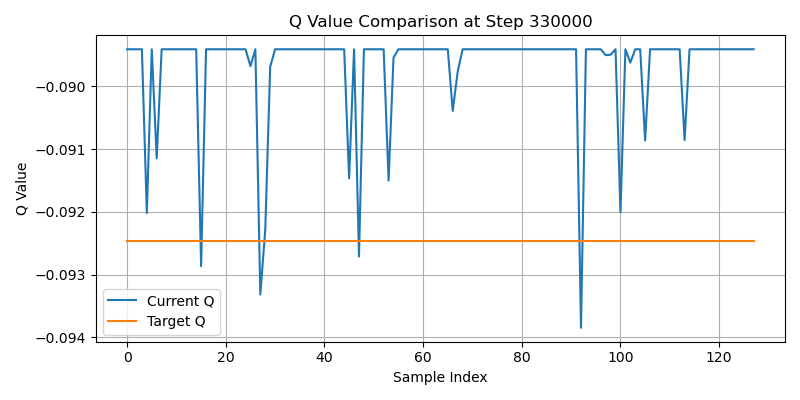 Q Value Comparison at Step 330000
Q Value
−0.090
−0.091
−0.092
−0.093
−0.094
Current Q
Target Q
0 20 40 60 80 100 120
Sample Index